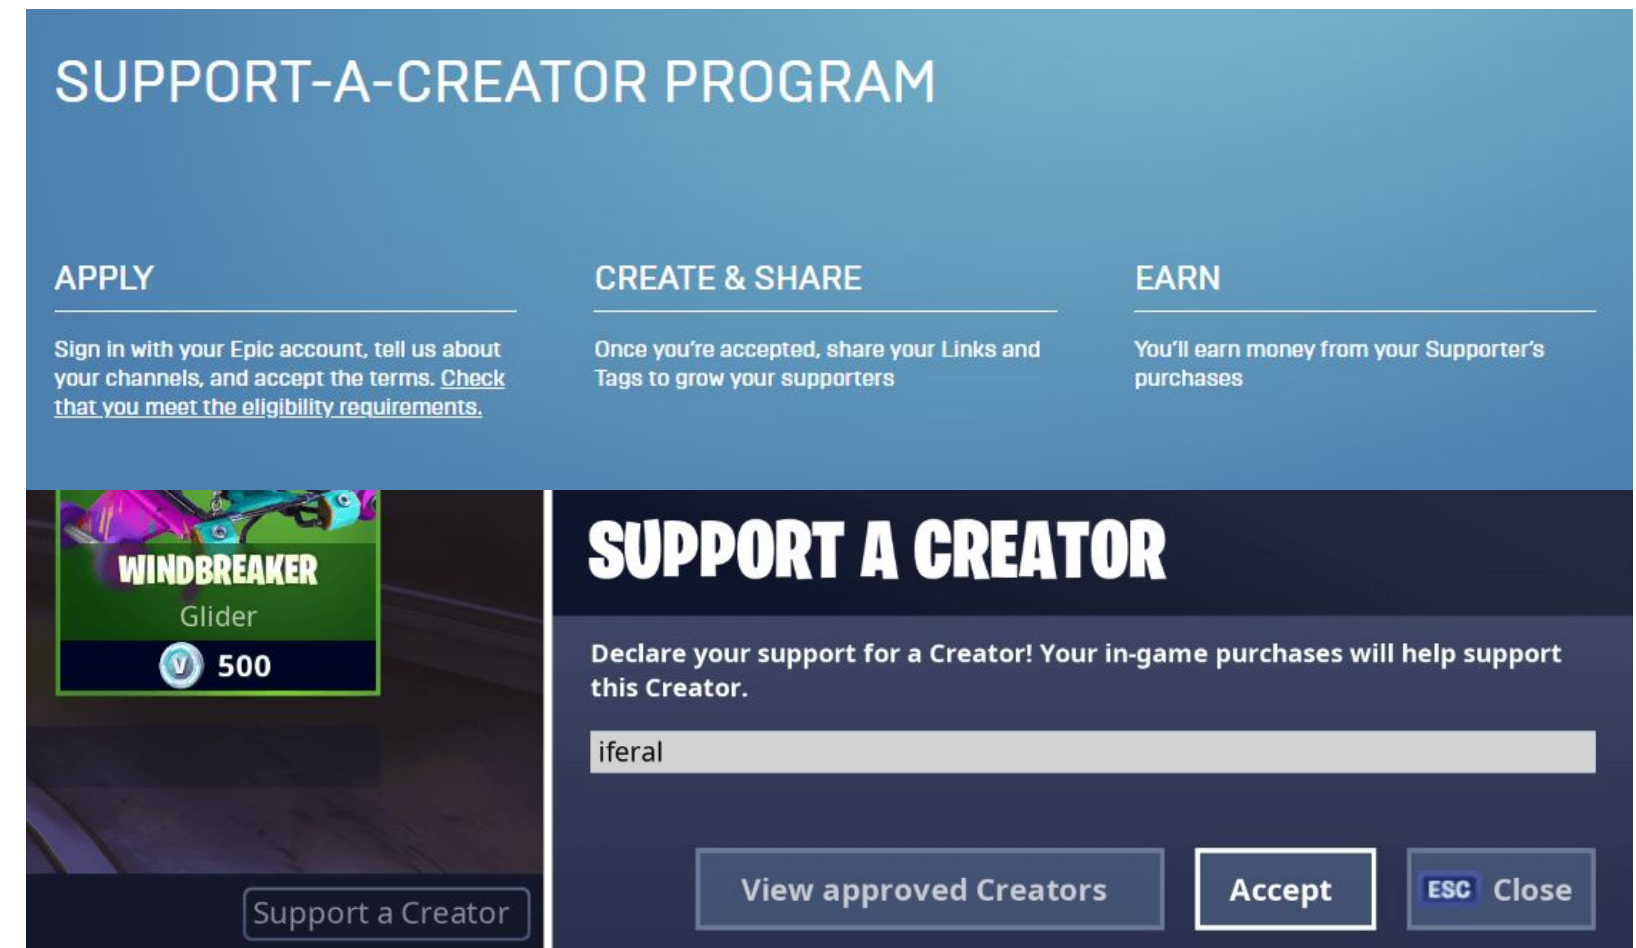 SUPPORT-A-CREATOR PROGRAM
APPLY
Sign in with your Epic account, tell us about
your channels, and accept the terms. Check
that you meet the eligibility requirements.
CREATE & SHARE
Once you're accepted, share your Links and
Tags to grow your supporters
EARN
You'll earn money from your Supporter's
purchases
WINDBREAKER
Glider
V 500
Support a Creator
SUPPORT A CREATOR
Declare your support for a Creator! Your in-game purchases will help support
this Creator.
iferal
View approved Creators
Accept
ESC Close